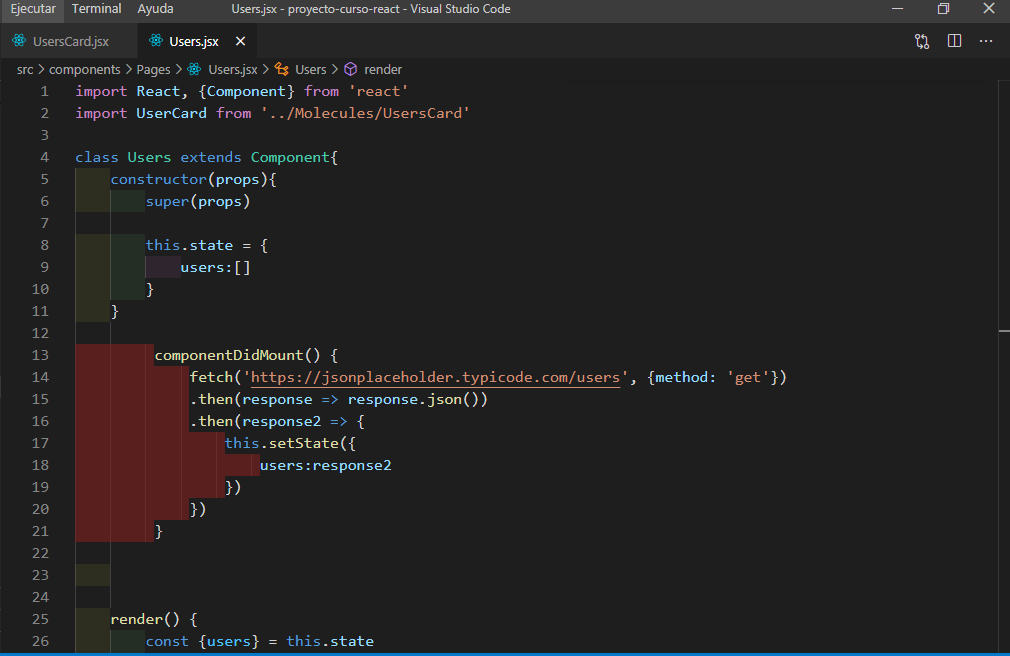 Ejecutar Terminal Ayuda Users.jsx - proyecto-curso-react - Visual Studio Code
UsersCard.jsx Users.jsx
src > components > Pages > Users.jsx > Users > render
1 import React, {Component} from 'react'
2 import UserCard from '../Molecules/UsersCard'
3
4 class Users extends Component{
5     constructor(props){
6         super(props)
7
8         this.state = {
9             users:[]
10         }
11     }
12
13          componentDidMount() {
14              fetch('https://jsonplaceholder.typicode.com/users', {method: 'get'})
15              .then(response => response.json())
16              .then(response2 => {
17                  this.setState({
18                      users:response2
19                  })
20              })
21          }
22
23
24
25     render() {
26         const {users} = this.state